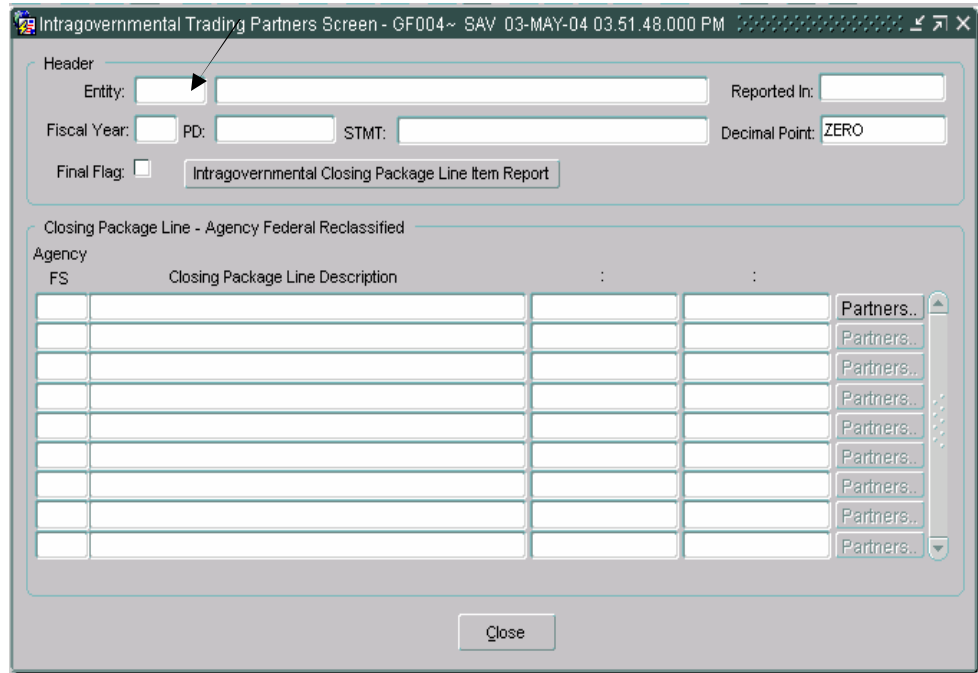 Intragovernmental Trading Partners Screen - GF004~ SAV 03-MAY-04 03.51.48.000 PM
Header
Entity: Reported In:
Fiscal Year: PD: STMT: Decimal Point: ZERO
Final Flag: Intragovernmental Closing Package Line Item Report
Closing Package Line - Agency Federal Reclassified
Agency
FS Closing Package Line Description : :
Partners..
Partners..
Partners..
Partners..
Partners..
Partners..
Partners..
Partners..
Partners..
Close